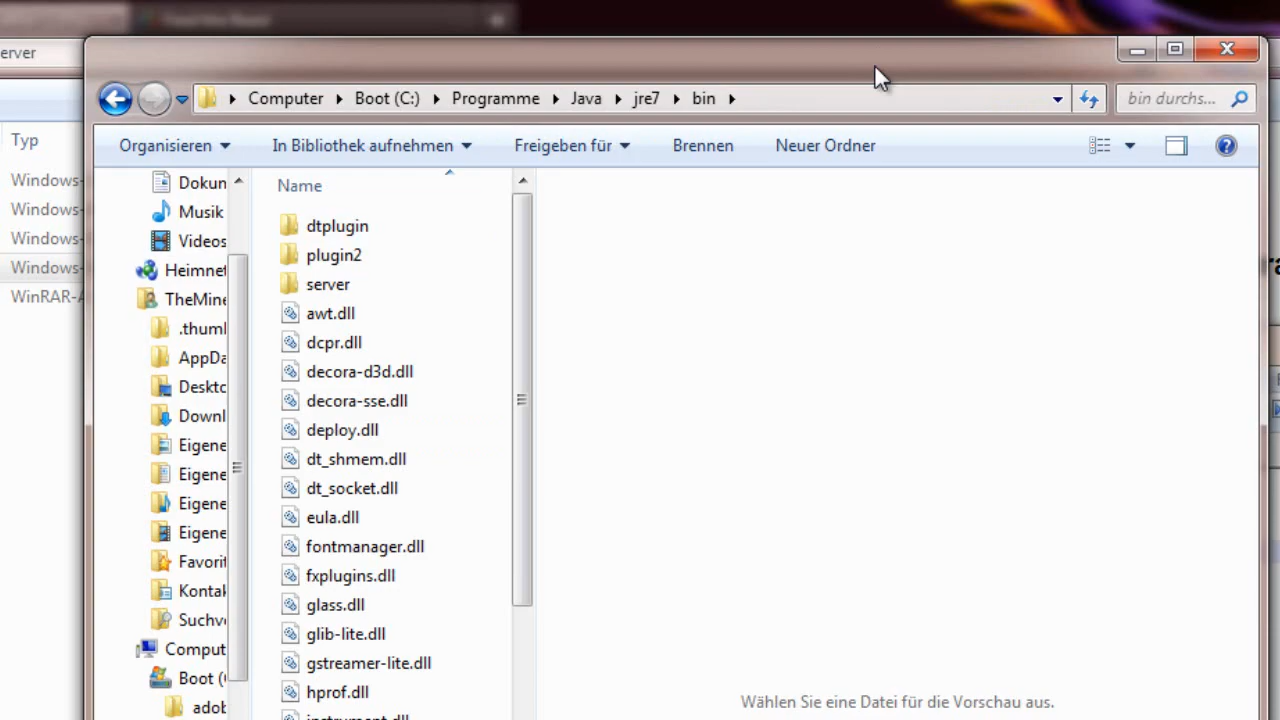 erver
Computer Boot (C:) Programme Java jre7 bin
bin durchs...
Organisieren In Bibliothek aufnehmen Freigeben für Brennen Neuer Ordner
Typ
Windows-
Windows-
Windows-
Windows-
WinRAR-A
Dokun
Musik
Videos
Heimnet
TheMine
.thuml
AppDa
Deskto
Downl
Eigene
Eigene
Eigene
Eigene
Favorit
Kontak
Suchv
Comput
Boot (
adob
Name
dtplugin
plugin2
server
awt.dll
dcpr.dll
decora-d3d.dll
decora-sse.dll
deploy.dll
dt_shmem.dll
dt_socket.dll
eula.dll
fontmanager.dll
fxplugins.dll
glass.dll
glib-lite.dll
gstreamer-lite.dll
hprof.dll
instrument.dll
Wählen Sie eine Datei für die Vorschau aus.